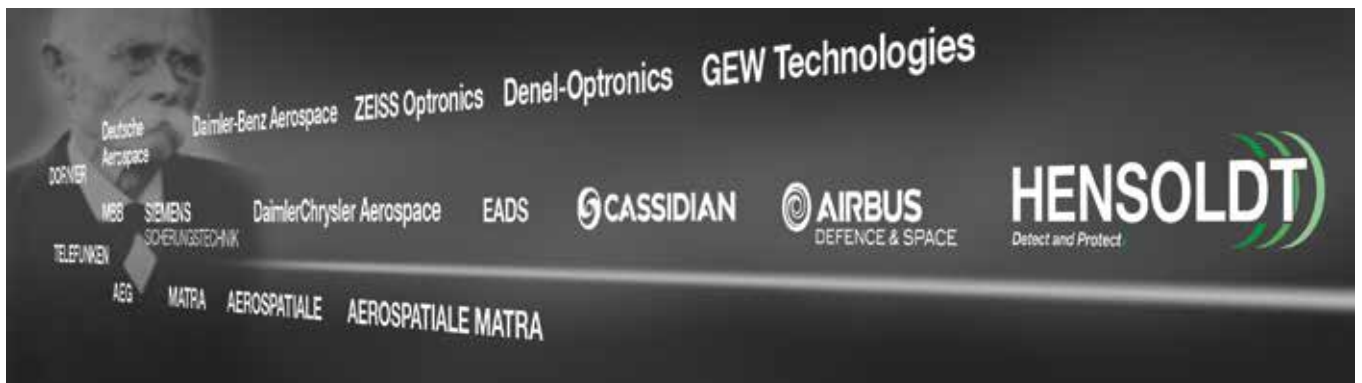 GEW Technologies
Denel-Optronics
ZEISS Optronics
Daimler-Benz Aerospace
Deutsche
Aerospace
DORNIER
MBB
SIEMENS
SICHERUNGSTECHNIK
DaimlerChrysler Aerospace
EADS
CASSIDIAN
AIRBUS
DEFENCE & SPACE
HENSOLDT
Detect and Protect
TELEFUNKEN
AEG
MATRA
AEROSPATIALE
AEROSPATIALE MATRA